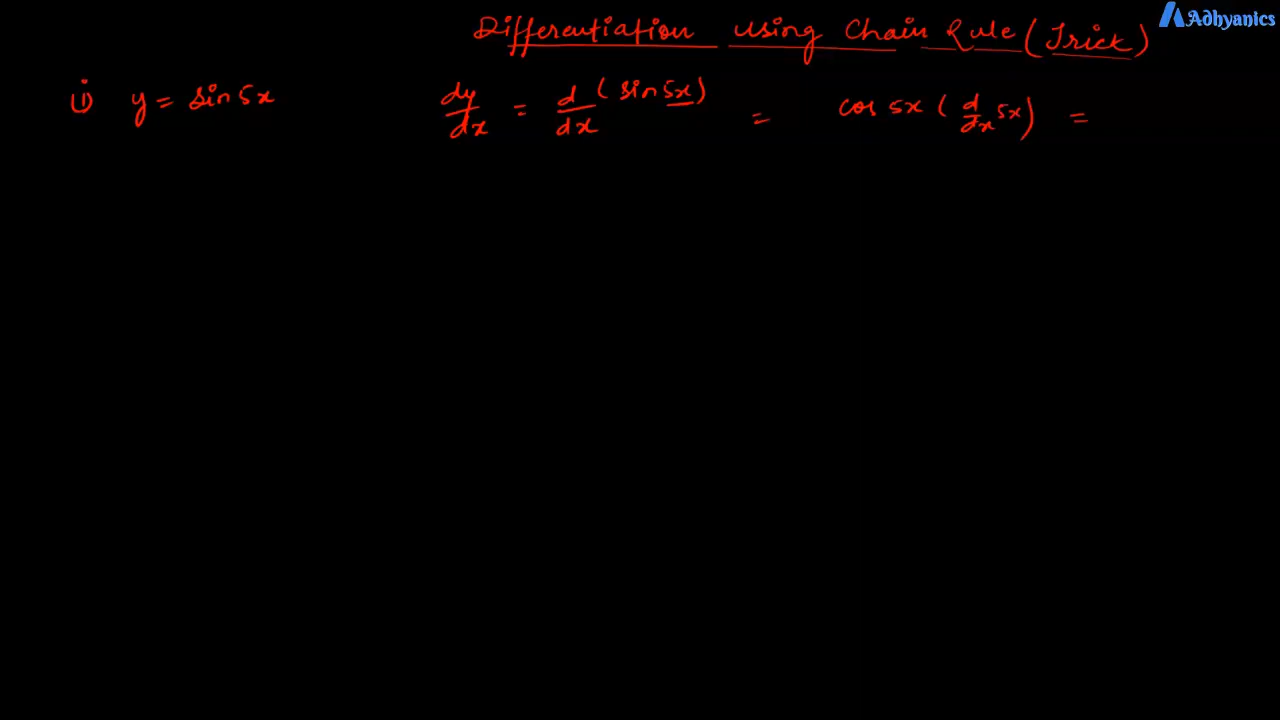 Adhyanics
Differentiation using Chain Rule (Trick)
(i) y = sin 5x dy/dx = d/dx (sin 5x) = cos 5x (d/dx 5x) =